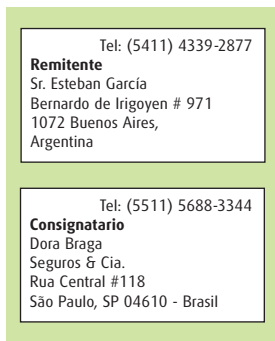 Tel: (5411) 4339-2877
Remitente
Sr. Esteban García
Bernardo de Irigoyen # 971
1072 Buenos Aires,
Argentina
Tel: (5511) 5688-3344
Consignatario
Dora Braga
Seguros & Cia.
Rua Central #118
São Paulo, SP 04610 - Brasil